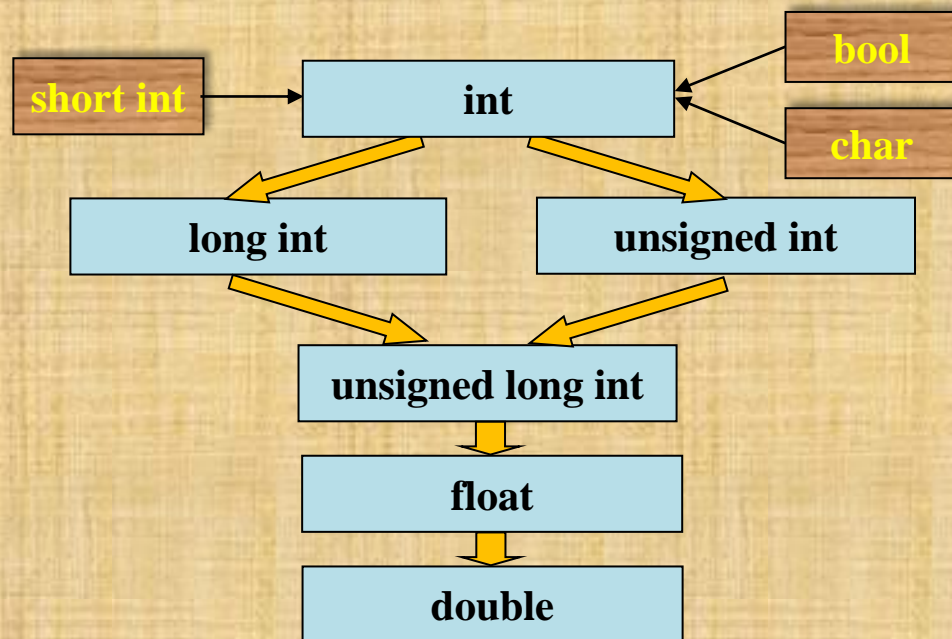 bool
short int
int
char
long int
unsigned int
unsigned long int
float
double